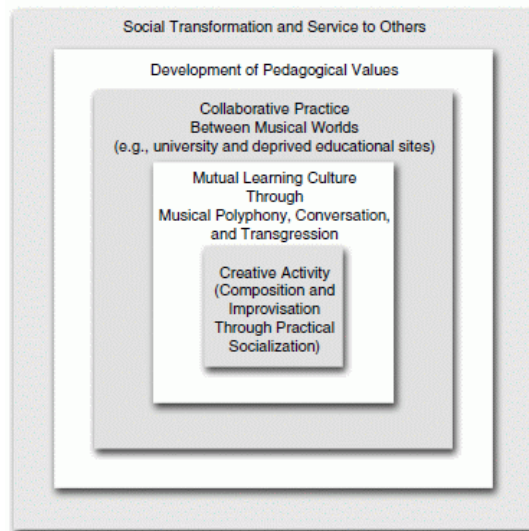 Social Transformation and Service to Others
Development of Pedagogical Values
Collaborative Practice
Between Musical Worlds
(e.g., university and deprived educational sites)
Mutual Learning Culture
Through
Musical Polyphony, Conversation,
and Transgression
Creative Activity
(Composition and
Improvisation
Through Practical
Socialization)